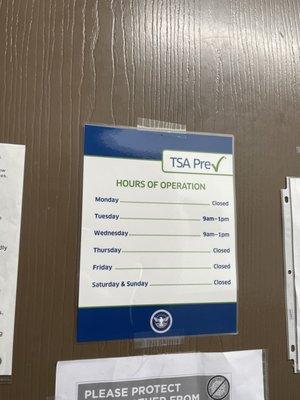 TSA Pre✓
HOURS OF OPERATION
Monday Closed
Tuesday 9am-1pm
Wednesday 9am-1pm
Thursday Closed
Friday Closed
Saturday & Sunday Closed
PLEASE PROTECT